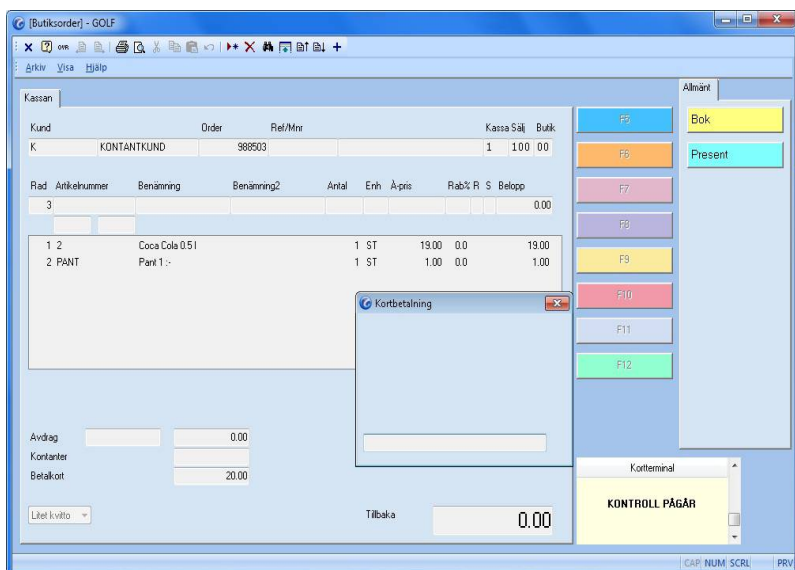 [Butiksorder] - GOLF
OVR
Arkiv Visa Hjälp
Kassan
Allmänt
Kund Order Ref/Mnr Kassa Sälj Butik
K KONTANTKUND 988503 1 100 00
Rad Artikelnummer Benämning Benämning2 Antal Enh À-pris Rab% R S Belopp
3 0.00
1 2 Coca Cola 0.5 l 1 ST 19.00 0.0 19.00
2 PANT Pant 1 :- 1 ST 1.00 0.0 1.00
Kortbetalning
F5
F6
F7
F8
F9
F10
F11
F12
Bok
Present
Avdrag 0.00
Kontanter
Betalkort 20.00
Litet kvitto
Tillbaka 0.00
Kortterminal
KONTROLL PÅGÅR
CAP NUM SCRL PRV